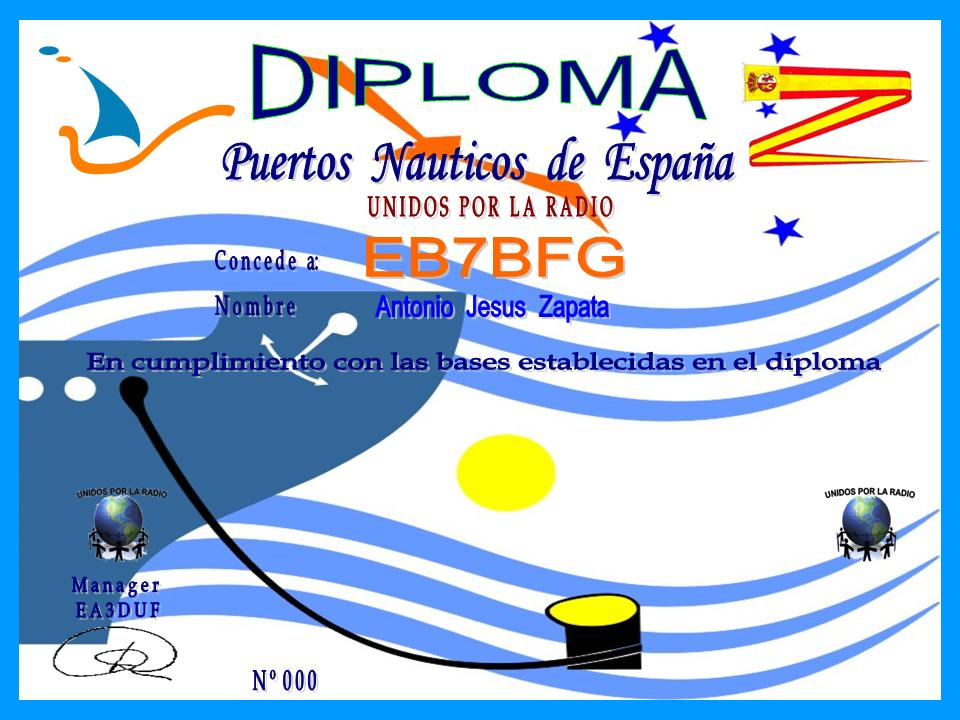 DIPLOMA
Puertos Nauticos de España
UNIDOS POR LA RADIO
Concede a: EB7BFG
Nombre Antonio Jesus Zapata
En cumplimiento con las bases establecidas en el diploma
UNIDOS POR LA RADIO
UNIDOS POR LA RADIO
Manager
EA3DUF
Nº 000